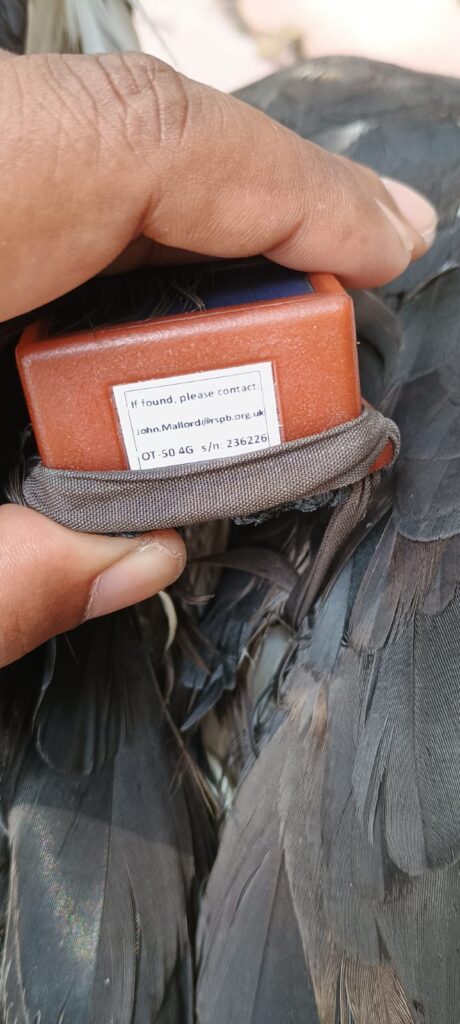 If found, please contact
John.Mallord@rspb.org.uk
OT-50 4G s/n: 236226